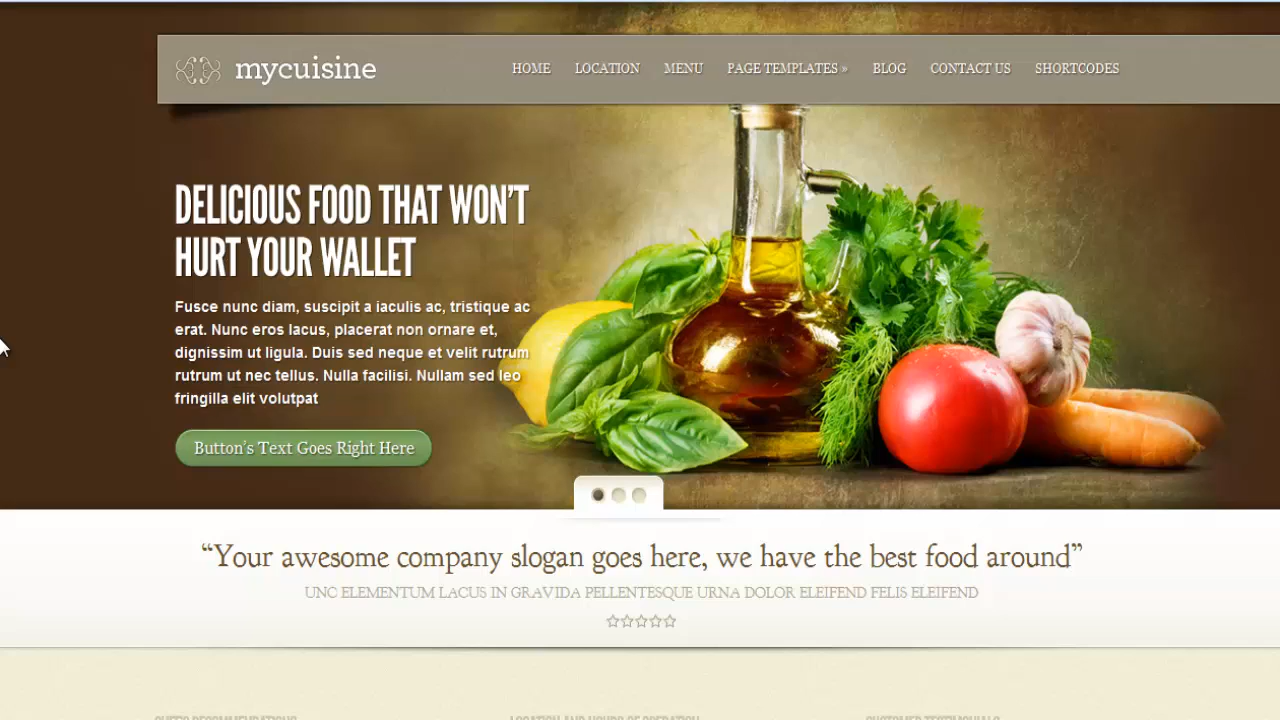 mycuisine
HOME LOCATION MENU PAGE TEMPLATES » BLOG CONTACT US SHORTCODES
DELICIOUS FOOD THAT WON'T
HURT YOUR WALLET
Fusce nunc diam, suscipit a iaculis ac, tristique ac
erat. Nunc eros lacus, placerat non ornare et,
dignissim ut ligula. Duis sed neque et velit rutrum
rutrum ut nec tellus. Nulla facilisi. Nullam sed leo
fringilla elit volutpat
Button's Text Goes Right Here
“Your awesome company slogan goes here, we have the best food around”
UNC ELEMENTUM LACUS IN GRAVIDA PELLENTESQUE URNA DOLOR ELEIFEND FELIS ELEIFEND